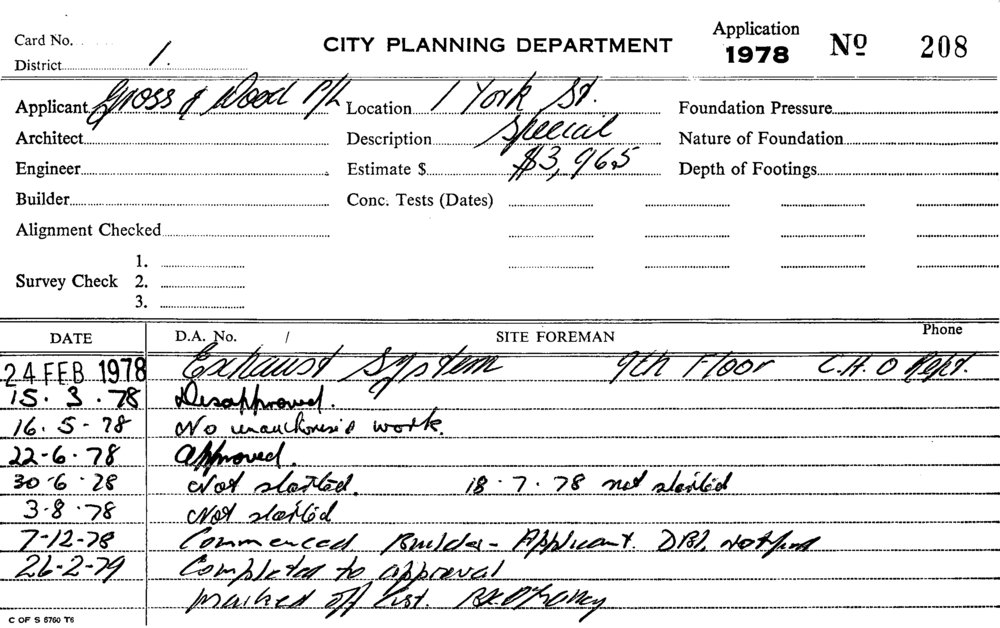 Card No.
District 1.
CITY PLANNING DEPARTMENT
Application
1978
Nº 208
Applicant Gross & Wood P/L
Location 1 York St.
Foundation Pressure
Architect
Description Special
Nature of Foundation
Engineer
Estimate $ $3,965
Depth of Footings
Builder
Conc. Tests (Dates)
Alignment Checked
Survey Check
1.
2.
3.
DATE
D.A. No. /
SITE FOREMAN
Phone
24 FEB 1978 Exhaust System 9th Floor C.H.O Rept.
15.3.78 Disapproved.
16.5-78 No work.
22-6.78 Approved.
30-6 78 Not started. 18.7.78 not started
3-8.78 Not started
7-12-78 Commenced Builder- Applicant.
26-2-79 Completed to approval
marked off list.
C OF S 6760 T6